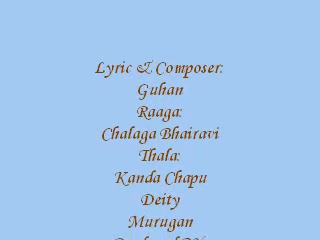 Lyric & Composer:
Guhan
Raaga:
Chalaga Bhairavi
Thala:
Kanda Chapu
Deity
Murugan